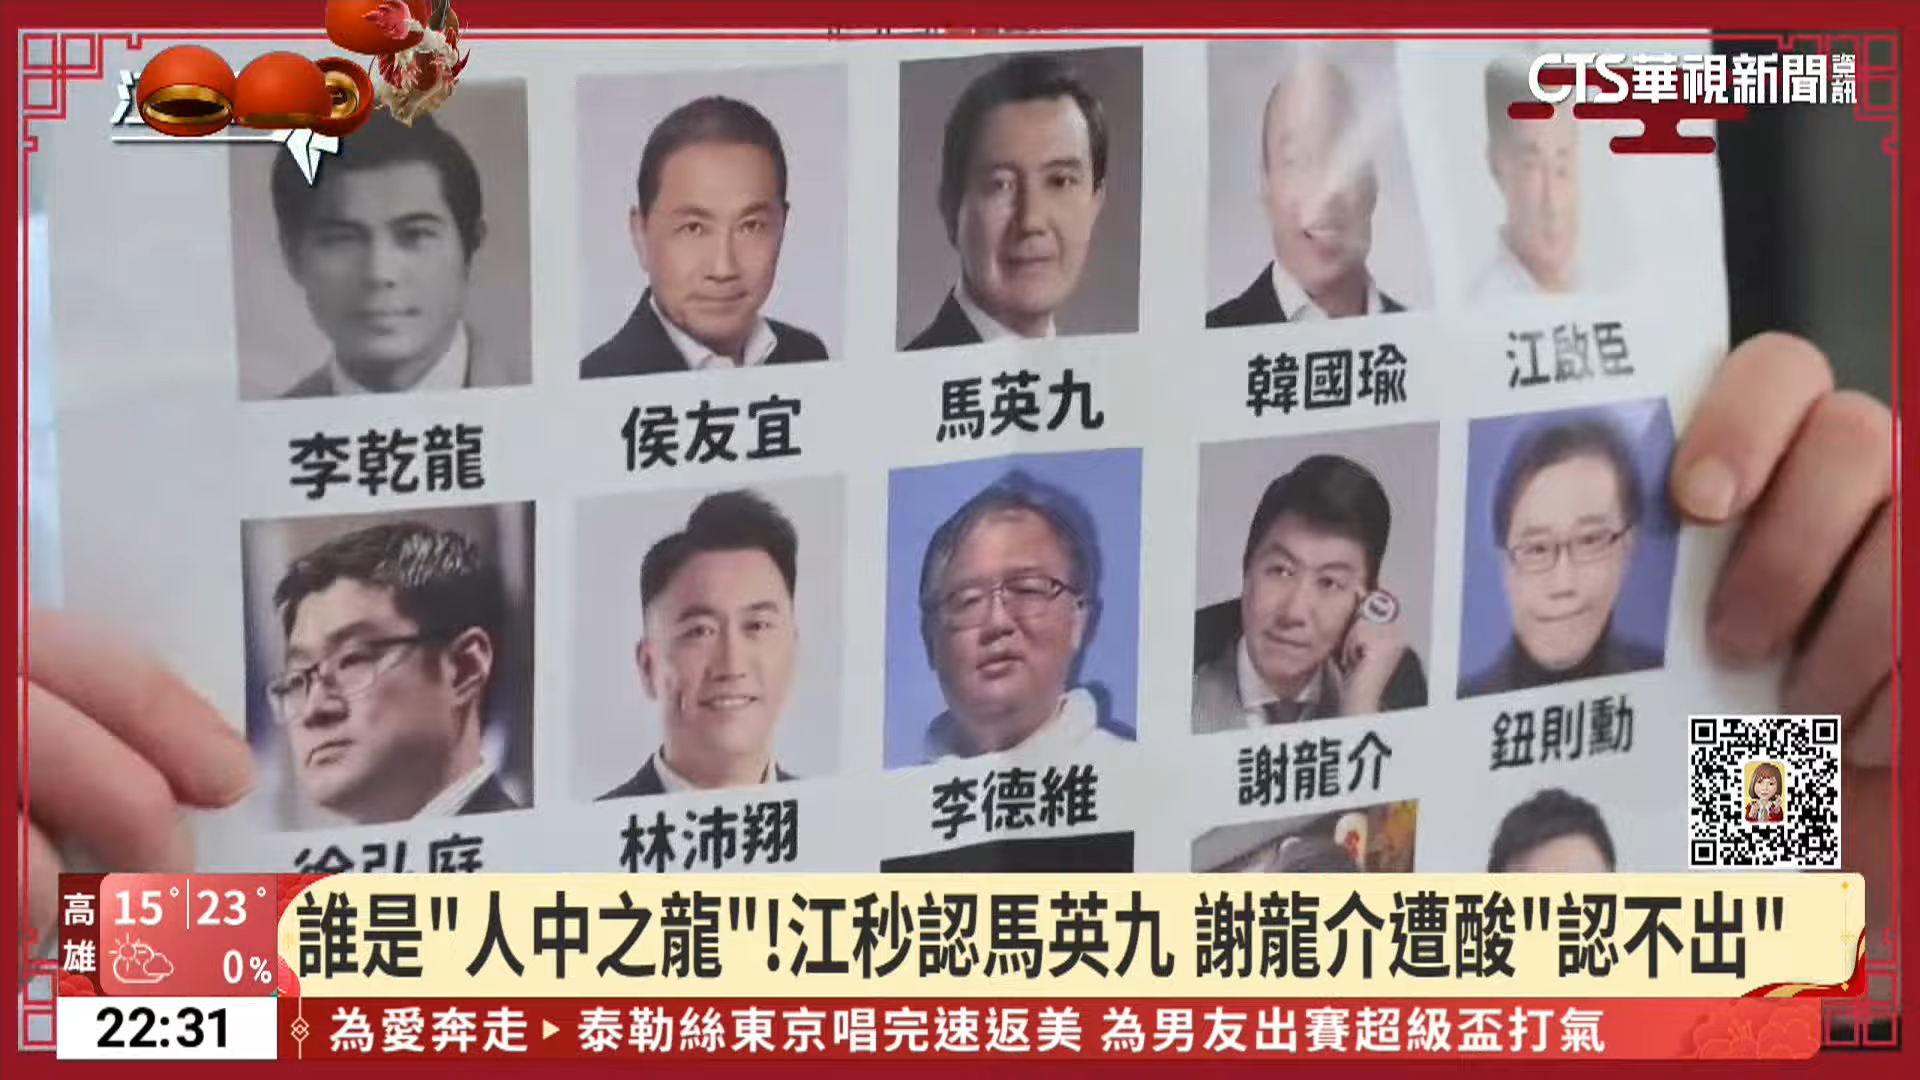 CTS華視新聞資訊
李乾龍
侯友宜
馬英九
韓國瑜
江啟臣
徐弘庭
林沛翔
李德維
謝龍介
鈕則勳
高雄
15° 23°
0%
誰是"人中之龍"!江秒認馬英九 謝龍介遭酸"認不出"
22:31
為愛奔走▶泰勒絲東京唱完速返美 為男友出賽超級盃打氣